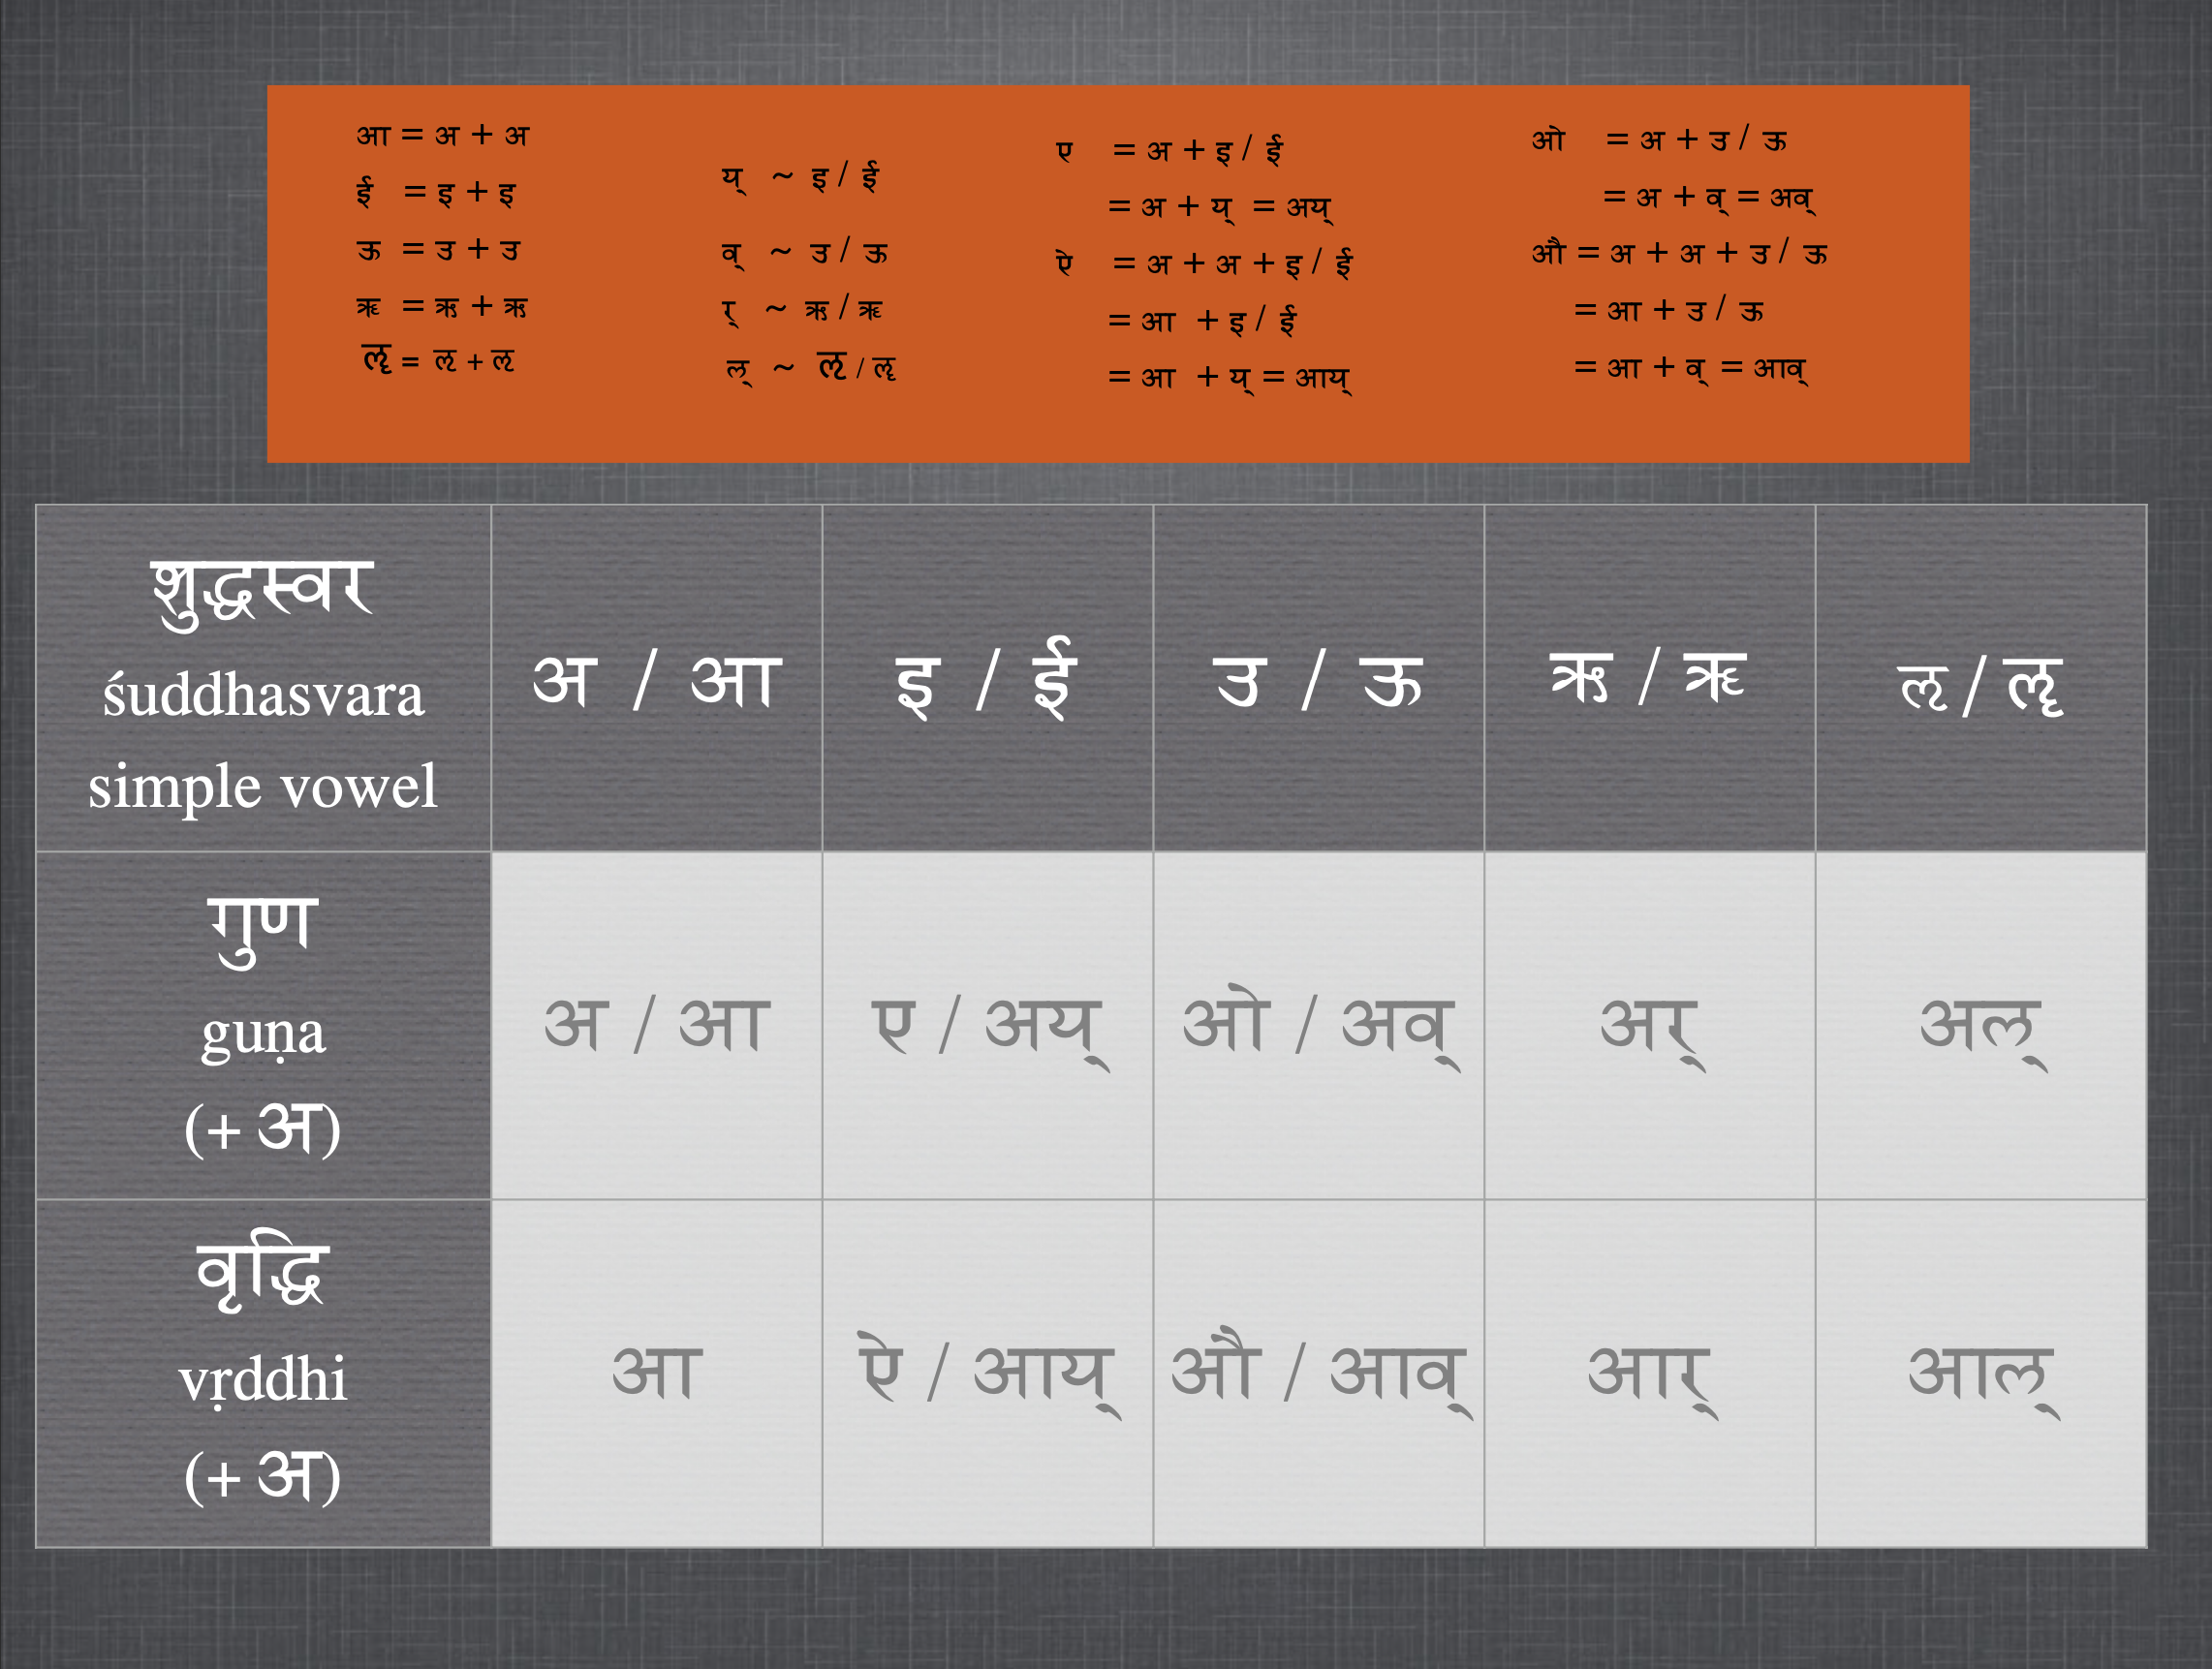 आ = अ + अ
ई = इ + इ
ऊ = उ + उ
ॠ = ऋ + ऋ
ॡ = ऌ + ऌ
य् ~ इ / ई
व् ~ उ / ऊ
र् ~ ऋ / ॠ
ल् ~ ऌ / ॡ
ए = अ + इ / ई
= अ + य् = अय्
ऐ = अ + अ + इ / ई
= आ + इ / ई
= आ + य् = आय्
ओ = अ + उ / ऊ
= अ + व् = अव्
औ = अ + अ + उ / ऊ
= आ + उ / ऊ
= आ + व् = आव्
शुद्धस्वर
śuddhasvara
simple vowel
अ / आ
इ / ई
उ / ऊ
ऋ / ॠ
ऌ / ॡ
गुण
guṇa
(+ अ)
अ / आ
ए / अय्
ओ / अव्
अर्
अल्
वृद्धि
vṛddhi
(+ अ)
आ
ऐ / आय्
औ / आव्
आर्
आल्